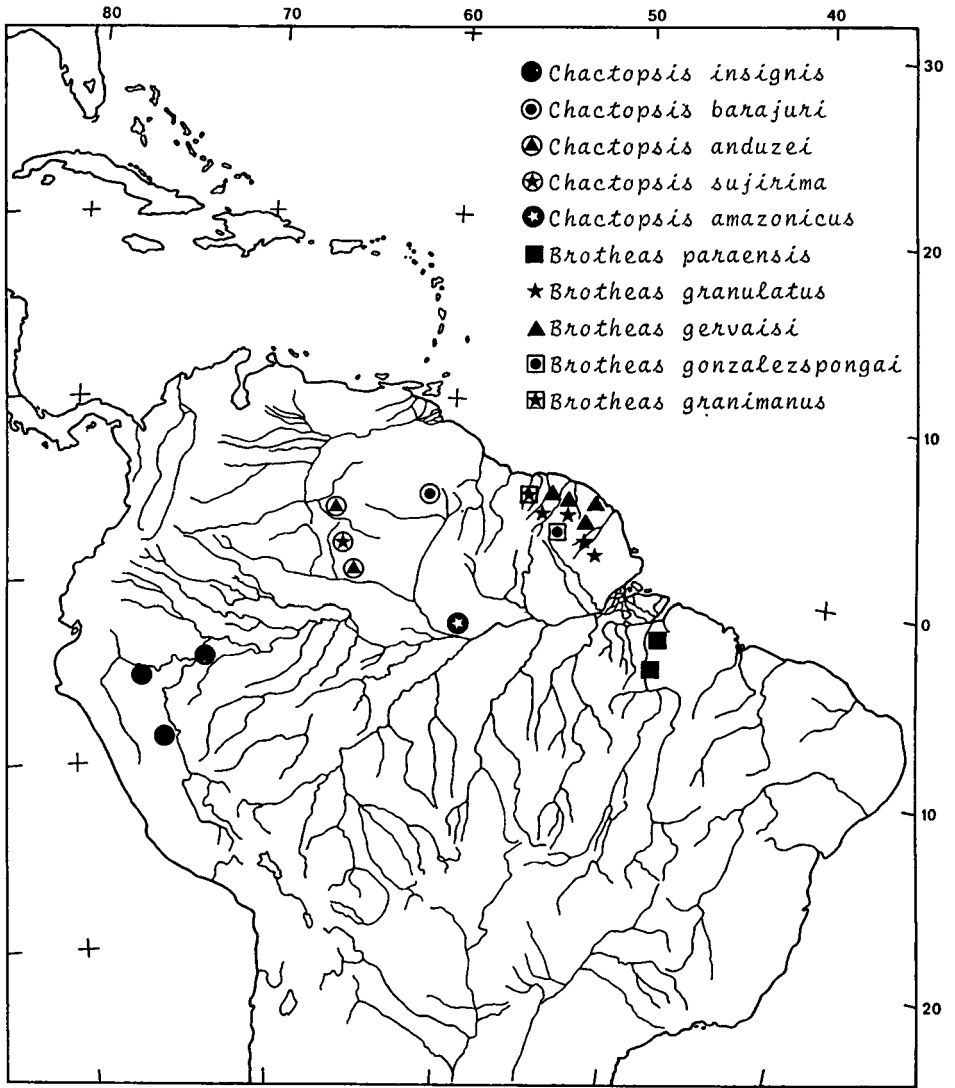 80 70 60 50 40
30
Chactopsis insignis
Chactopsis barajuri
Chactopsis anduzei
Chactopsis sujirima
Chactopsis amazonicus
20
Brotheas paraensis
Brotheas granulatus
Brotheas gervaisi
Brotheas gonzalezspongai
Brotheas granimanus
10
0
10
20